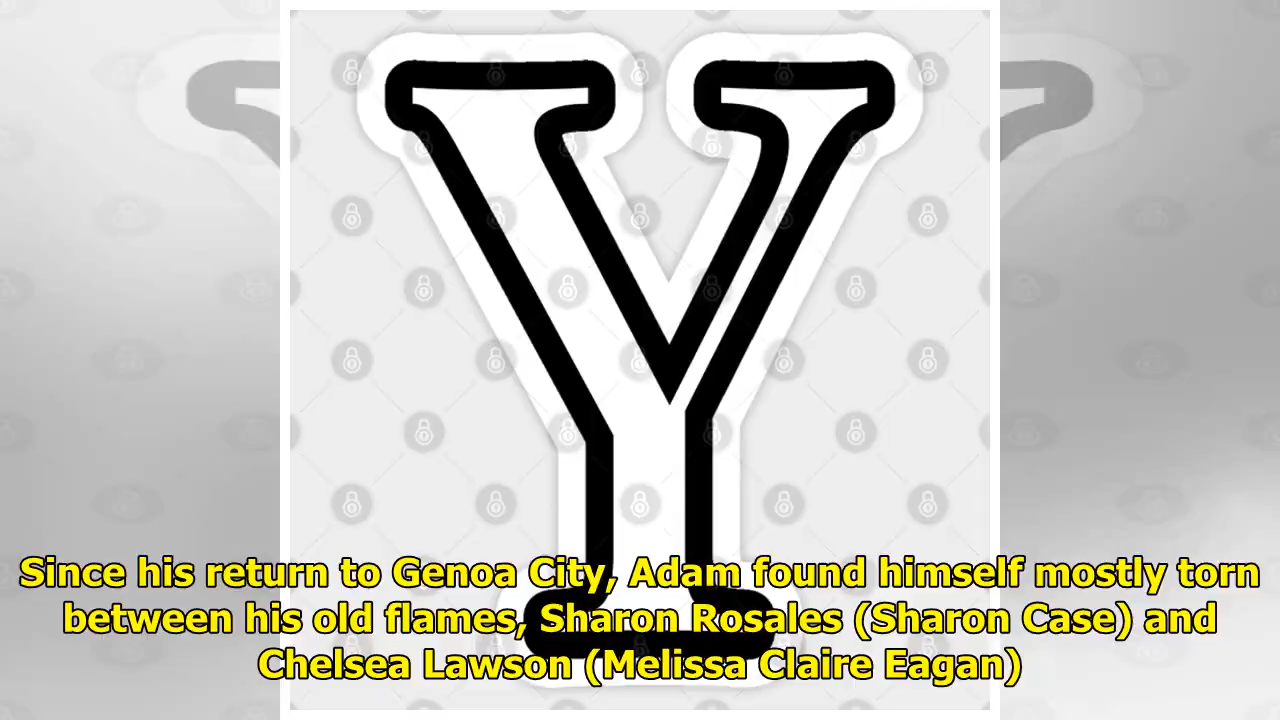 Y
Since his return to Genoa City, Adam found himself mostly torn
between his old flames, Sharon Rosales (Sharon Case) and
Chelsea Lawson (Melissa Claire Eagan)